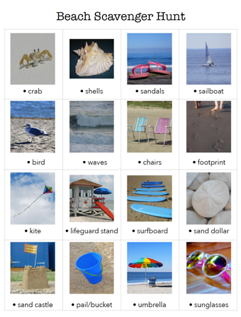 Beach Scavenger Hunt
• crab
• shells
• sandals
• sailboat
• bird
• waves
• chairs
• footprint
• kite
• lifeguard stand
• surfboard
• sand dollar
• sand castle
• pail/bucket
• umbrella
• sunglasses